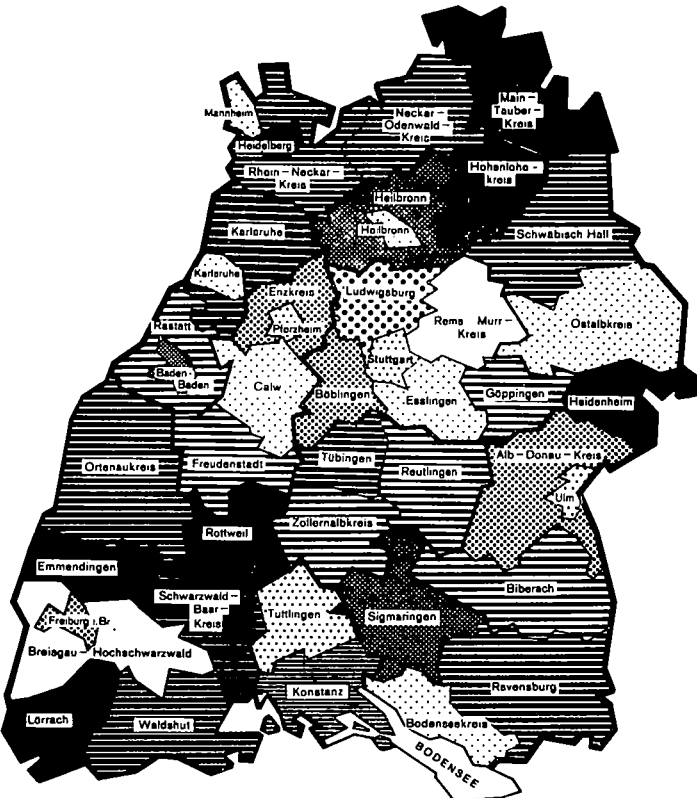 Main –
Tauber –
Kreis
Mannheim
Neckar –
Odenwald –
Kreis
Heidelberg
Rhein – Neckar –
Kreis
Hohenlohe -
kreis
Heilbronn
Heilbronn
Karlsruhe
Schwäbisch Hall
Karlsruhe
Enzkreis
Ludwigsburg
Pforzheim
Rems – Murr –
Kreis
Ostalbkreis
Rastatt
Stuttgart
Baden -
Baden
Calw
Böblingen
Esslingen
Göppingen
Heidenheim
Ortenaukreis
Freudenstadt
Tübingen
Reutlingen
Alb – Donau – Kreis
Ulm
Rottweil
Zollernalbkreis
Emmendingen
Schwarzwald –
Baar –
Kreis
Biberach
Freiburg i.Br
Tuttlingen
Sigmaringen
Breisgau – Hochschwarzwald
Konstanz
Ravensburg
Lörrach
Waldshut
Bodenseekreis
BODENSEE